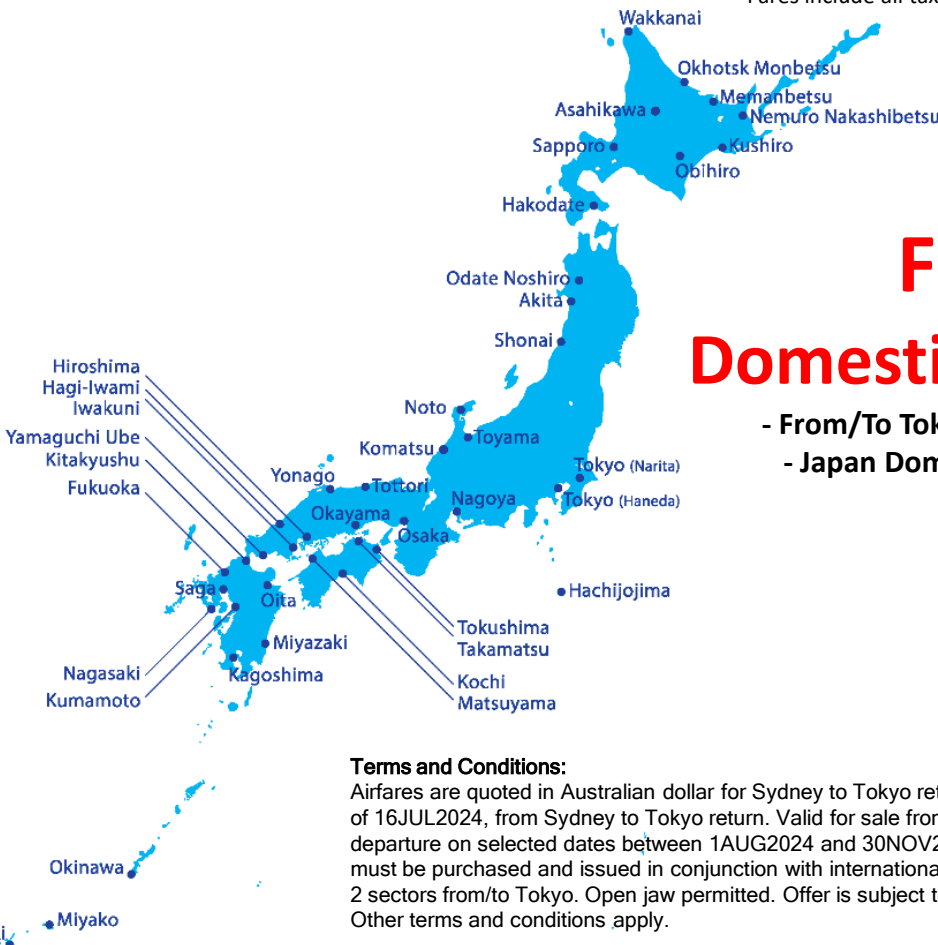 Fares include all tax
Wakkanai
Okhotsk Monbetsu
Memanbetsu
Asahikawa
Nemuro Nakashibetsu
Sapporo
Kushiro
Obihiro
Hakodate
F
Odate Noshiro
Akita
Shonai
Domesti
Hiroshima
Hagi-Iwami
Iwakuni
Noto
- From/To Tok
Yamaguchi Ube
Toyama
Komatsu
- Japan Dom
Kitakyushu
Tokyo (Narita)
Yonago
Tottori
Fukuoka
Nagoya
Tokyo (Haneda)
Okayama
Osaka
Saga
Oita
Hachijojima
Tokushima
Miyazaki
Takamatsu
Nagasaki
Kagoshima
Kochi
Kumamoto
Matsuyama
Terms and Conditions:
Airfares are quoted in Australian dollar for Sydney to Tokyo ret
of 16JUL2024, from Sydney to Tokyo return. Valid for sale from
departure on selected dates between 1AUG2024 and 30NOV2
must be purchased and issued in conjunction with internationa
2 sectors from/to Tokyo. Open jaw permitted. Offer is subject t
Other terms and conditions apply.
Okinawa
Miyako
i